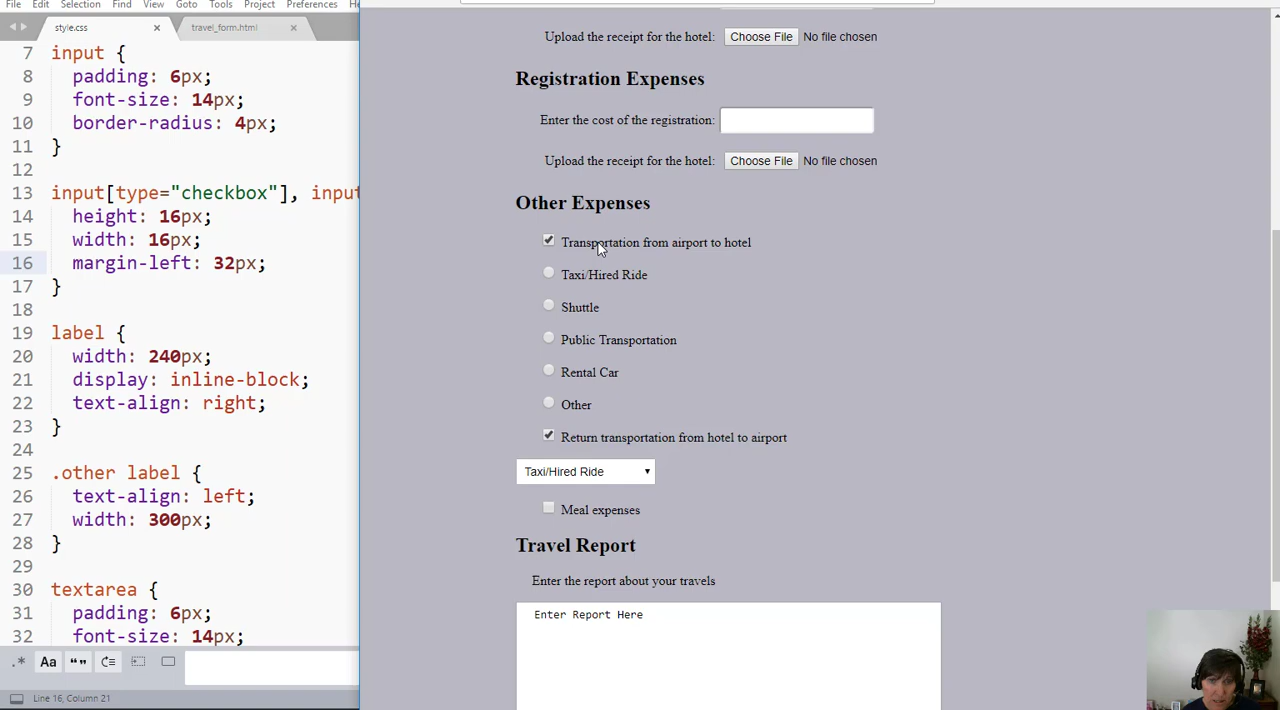 File Edit Selection Find View Goto Tools Project Preferences He
style.css × travel_form.html ×
7 input {
8 padding: 6px;
9 font-size: 14px;
10 border-radius: 4px;
11 }
12
13 input[type="checkbox"], input
14 height: 16px;
15 width: 16px;
16 margin-left: 32px;
17 }
18
19 label {
20 width: 240px;
21 display: inline-block;
22 text-align: right;
23 }
24
25 .other label {
26 text-align: left;
27 width: 300px;
28 }
29
30 textarea {
31 padding: 6px;
32 font-size: 14px;
.* Aa “”
Line 16, Column 21
Upload the receipt for the hotel: Choose File No file chosen
Registration Expenses
Enter the cost of the registration:
Upload the receipt for the hotel: Choose File No file chosen
Other Expenses
Transportation from airport to hotel
Taxi/Hired Ride
Shuttle
Public Transportation
Rental Car
Other
Return transportation from hotel to airport
Taxi/Hired Ride
Meal expenses
Travel Report
Enter the report about your travels
Enter Report Here